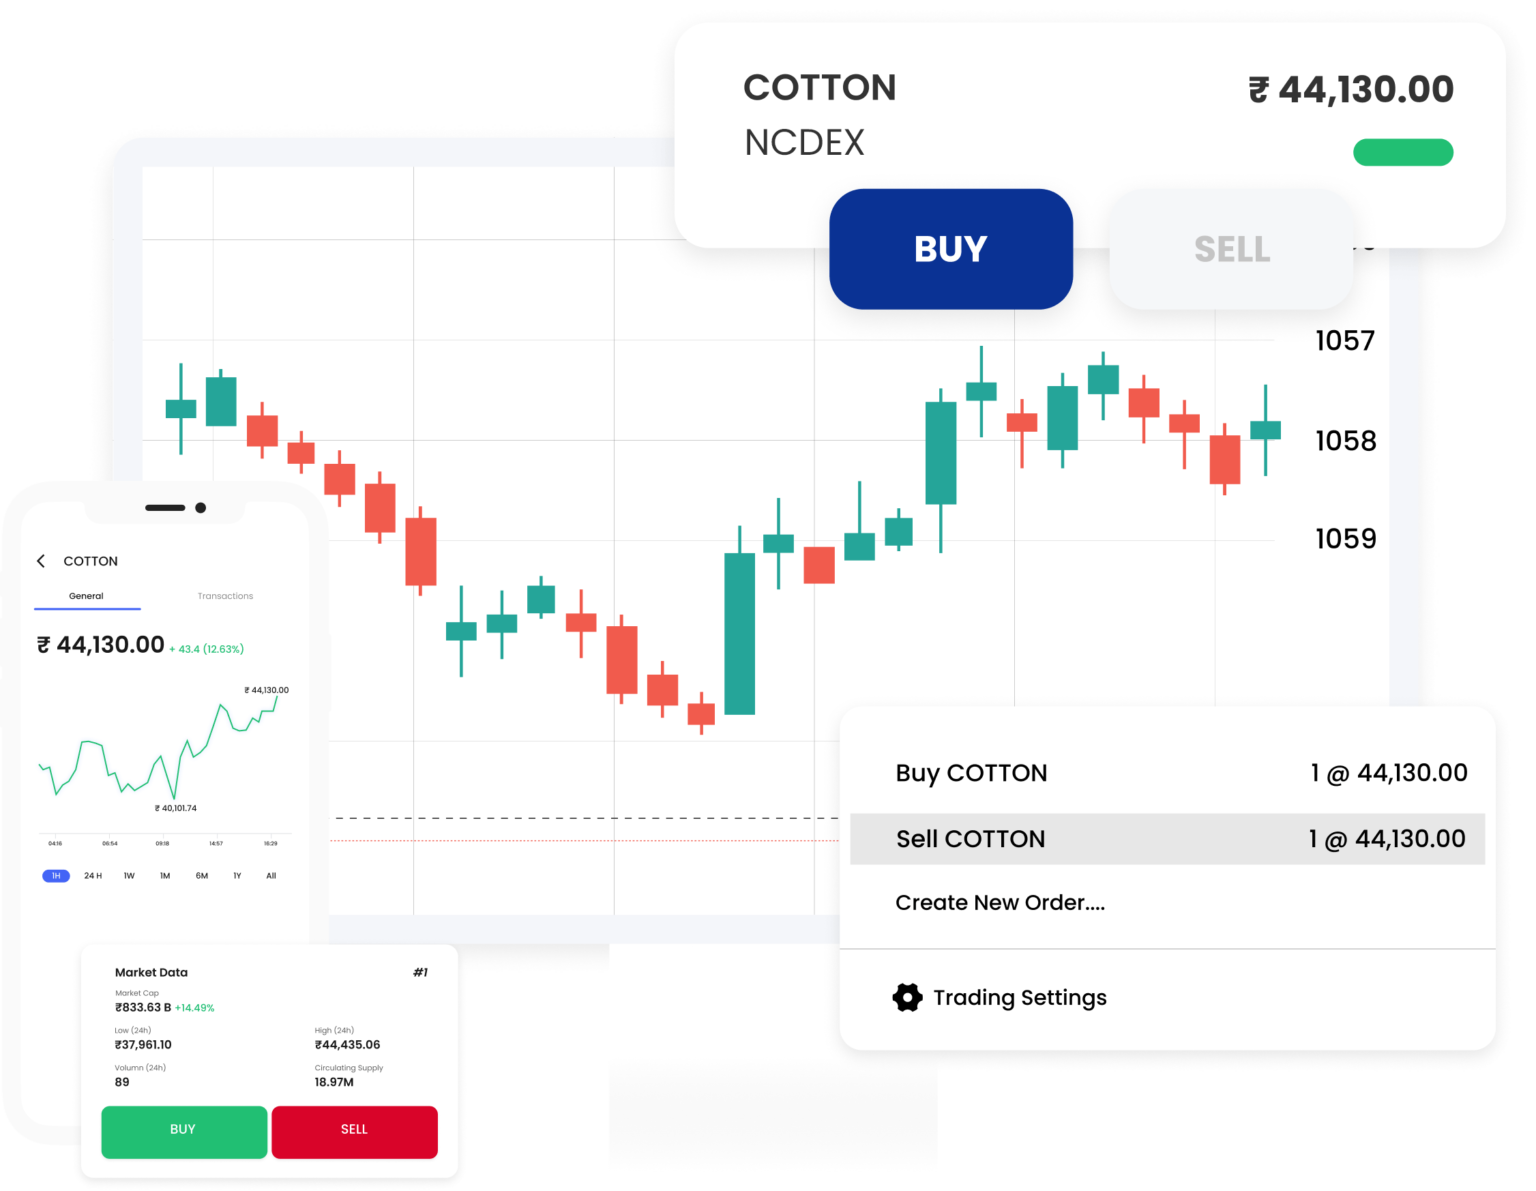 COTTON
₹ 44,130.00
NCDEX
BUY
SELL
1057
1058
1059
COTTON
General
Transactions
₹ 44,130.00 + 43.4 (12.63%)
₹ 44,130.00
₹ 40,101.74
04:16 06:54 09:18 14:57 16:29
1H 24 H 1W 1M 6M 1Y All
Market Data
#1
Market Cap
₹833.63 B +14.49%
Low (24h)
High (24h)
₹37,961.10
₹44,435.06
Volumn (24h)
Circulating Supply
89
18.97M
BUY
SELL
Buy COTTON
1 @ 44,130.00
Sell COTTON
1 @ 44,130.00
Create New Order....
Trading Settings